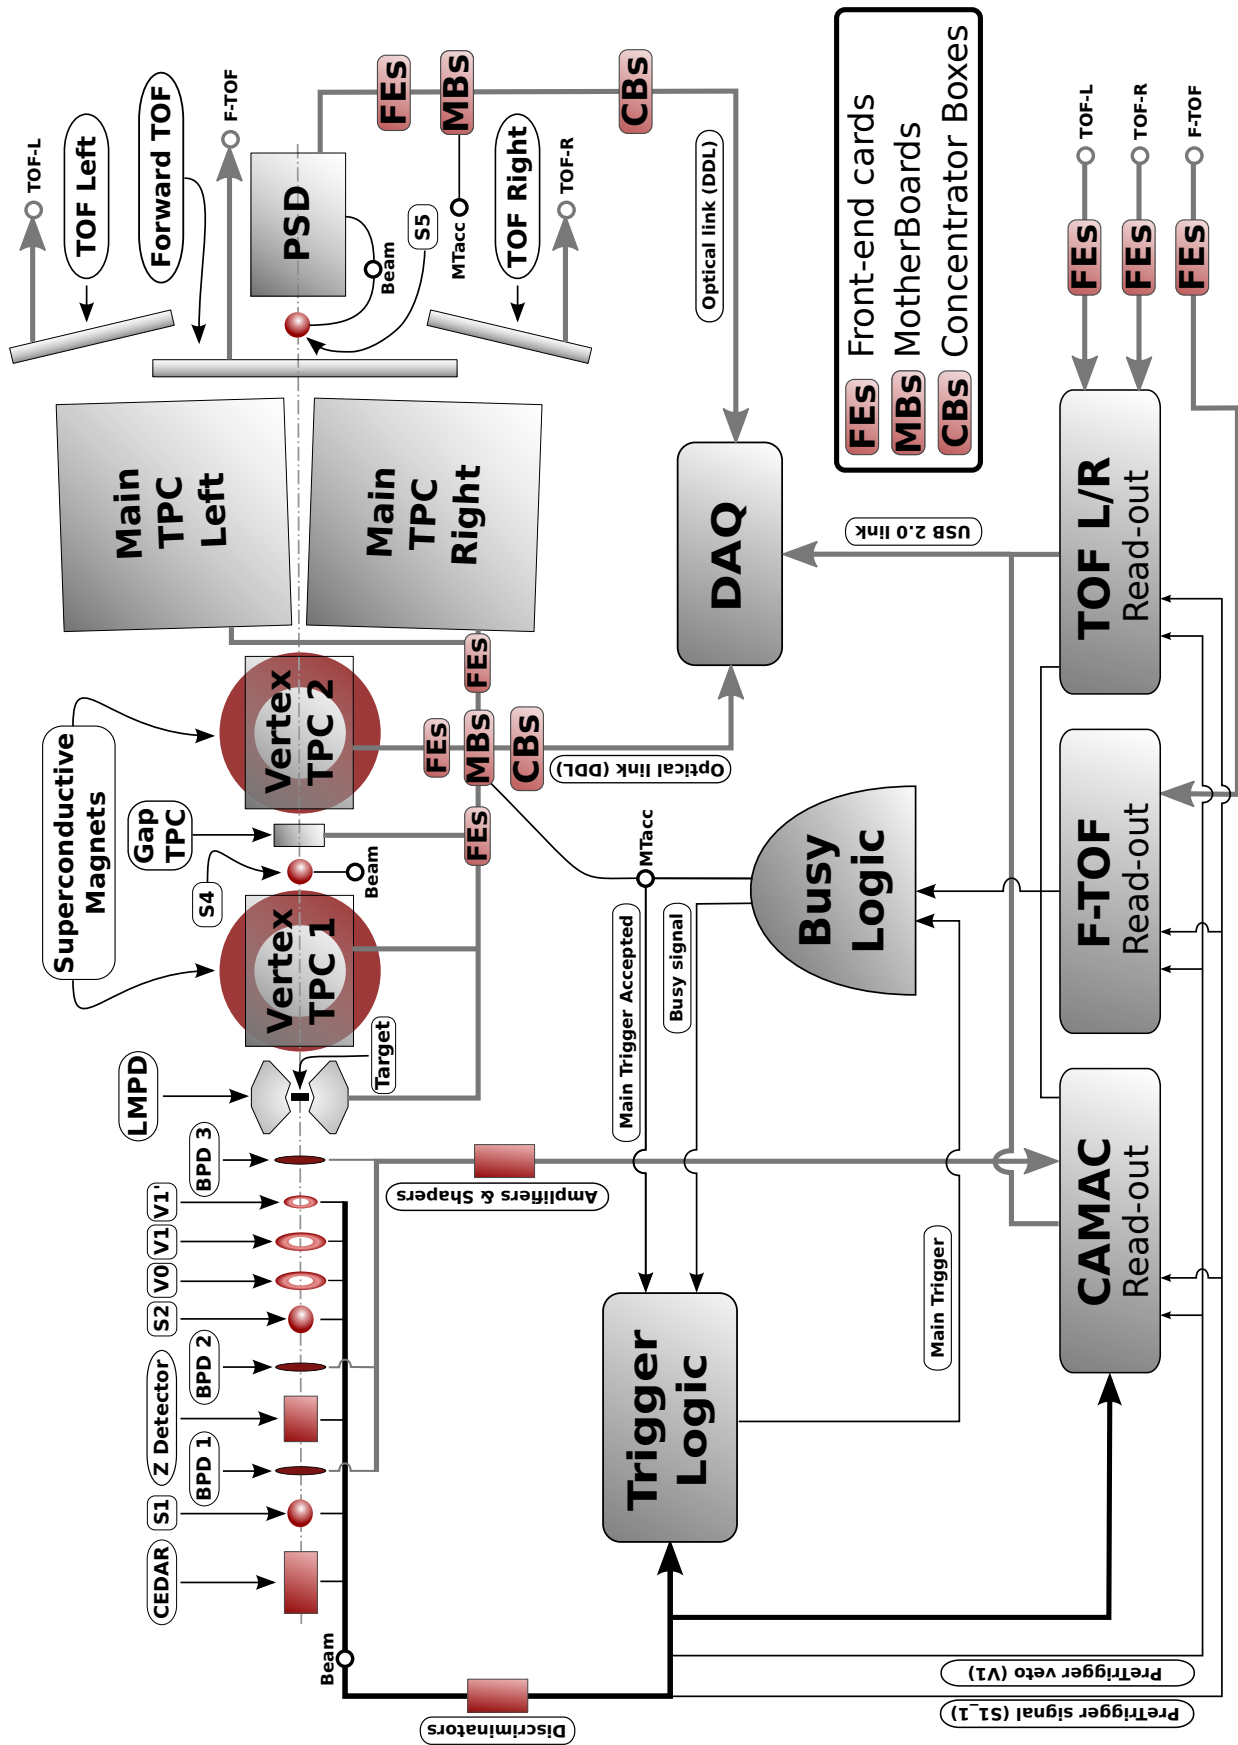 CEDAR
S1
BPD 1
Z Detector
BPD 2
S2
V0
V1
V1'
BPD 3
LMPD
Target
Superconductive
Magnets
S4
Gap
TPC
Vertex
TPC 1
Beam
Vertex
TPC 2
Main
TPC
Left
Main
TPC
Right
TOF-L
TOF Left
Forward TOF
F-TOF
PSD
Beam
S5
MTacc
TOF Right
TOF-R
FEs
MBs
CBs
Optical link (DDL)
FEs
FEs
MBs
FEs
CBs
Optical link (DDL)
Beam
Discriminators
Amplifiers & Shapers
MTacc
Main Trigger Accepted
Busy signal
Trigger
Logic
Busy
Logic
Main Trigger
DAQ
USB 2.0 link
FEs Front-end cards
MBs MotherBoards
CBs Concentrator Boxes
CAMAC
Read-out
F-TOF
Read-out
TOF L/R
Read-out
FEs
TOF-L
FEs
TOF-R
FEs
F-TOF
PreTrigger veto (V1)
PreTrigger signal (S1_1)